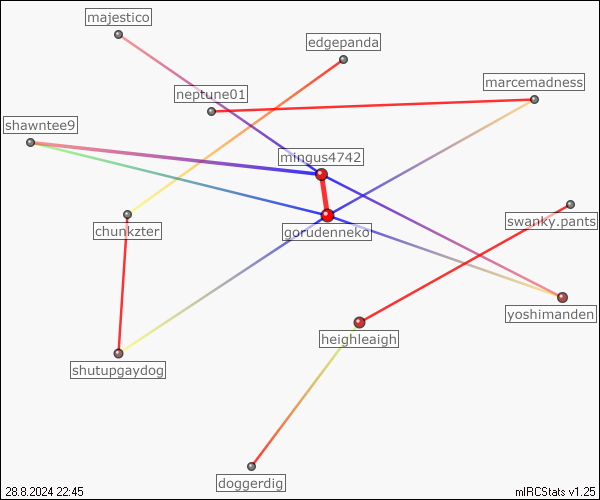 majestico
edgepanda
marcemadness
neptune01
shawntee9
mingus4742
swanky.pants
chunkzter
gorudenneko
yoshimanden
heighleaigh
shutupgaydog
doggerdig
28.8.2024 22:45
mIRCStats v1.25